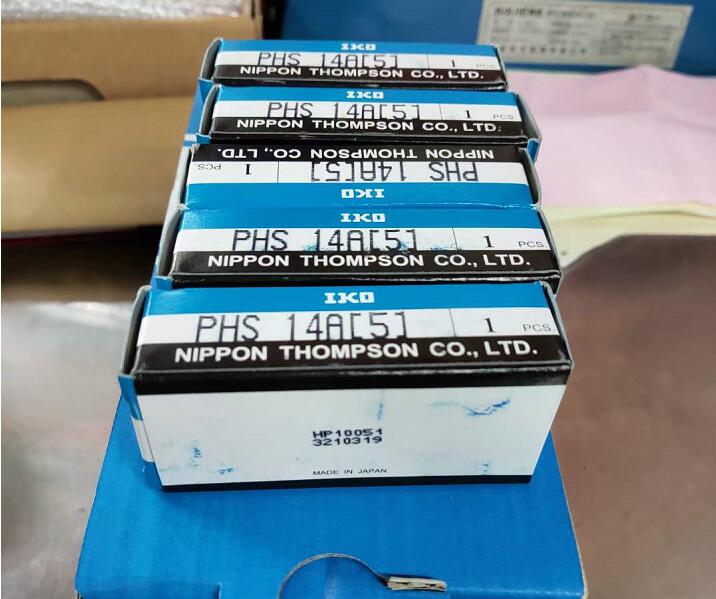 IKO
PHS 14A[5] 1 PCS.
NIPPON THOMPSON CO., LTD.
IKO
PHS 14A[5] 1 PCS.
NIPPON THOMPSON CO., LTD.
NIPPON THOMPSON CO., LTD.
PHS 14A[5] 1 PCS.
IKO
IKO
PHS 14A[5] 1 PCS.
NIPPON THOMPSON CO., LTD.
IKO
PHS 14A[5] 1 PCS.
NIPPON THOMPSON CO., LTD.
HP10051
3210319
MADE IN JAPAN